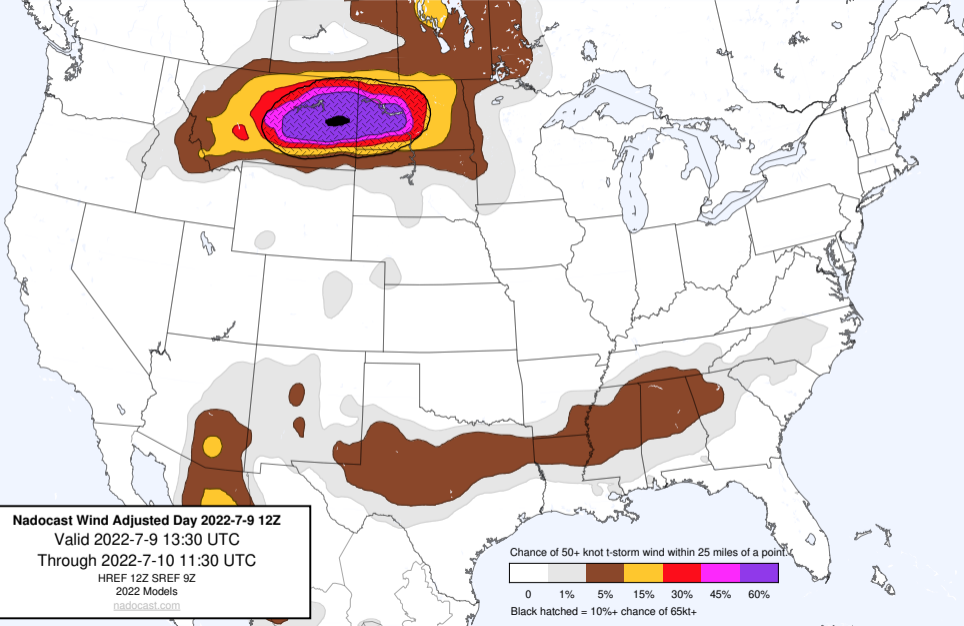 Nadocast Wind Adjusted Day 2022-7-9 12Z
Valid 2022-7-9 13:30 UTC
Through 2022-7-10 11:30 UTC
HREF 12Z SREF 9Z
2022 Models
nadocast.com
Chance of 50+ knot t-storm wind within 25 miles of a point.
0 1% 5% 15% 30% 45% 60%
Black hatched = 10%+ chance of 65kt+